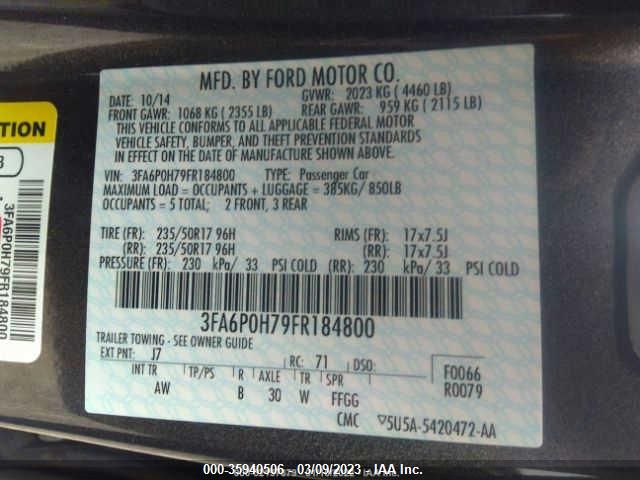 MFD. BY FORD MOTOR CO.
DATE: 10/14 GVWR: 2023 KG ( 4460 LB)
FRONT GAWR: 1068 KG ( 2355 LB) REAR GAWR: 959 KG ( 2115 LB)
THIS VEHICLE CONFORMS TO ALL APPLICABLE FEDERAL MOTOR
VEHICLE SAFETY, BUMPER, AND THEFT PREVENTION STANDARDS
IN EFFECT ON THE DATE OF MANUFACTURE SHOWN ABOVE.
VIN: 3FA6P0H79FR184800 TYPE: Passenger Car
MAXIMUM LOAD = OCCUPANTS + LUGGAGE = 385KG/ 850LB
OCCUPANTS = 5 TOTAL; 2 FRONT, 3 REAR
TIRE (FR): 235/50R17 96H RIMS (FR): 17x7.5J
(RR): 235/50R17 96H (RR): 17x7.5J
PRESSURE (FR): 230 kPa/ 33 PSI COLD (RR): 230 kPa/ 33 PSI COLD
3FA6P0H79FR184800
TRAILER TOWING - SEE OWNER GUIDE
EXT PNT: J7 RC: 71 DSO: F0066
INT TR TP/PS R AXLE TR SPR R0079
AW B 30 W FFGG
CMC 5U5A-5420472-AA
3FA6P0H79FR184800
000-35940506 - 03/09/2023 - IAA Inc.